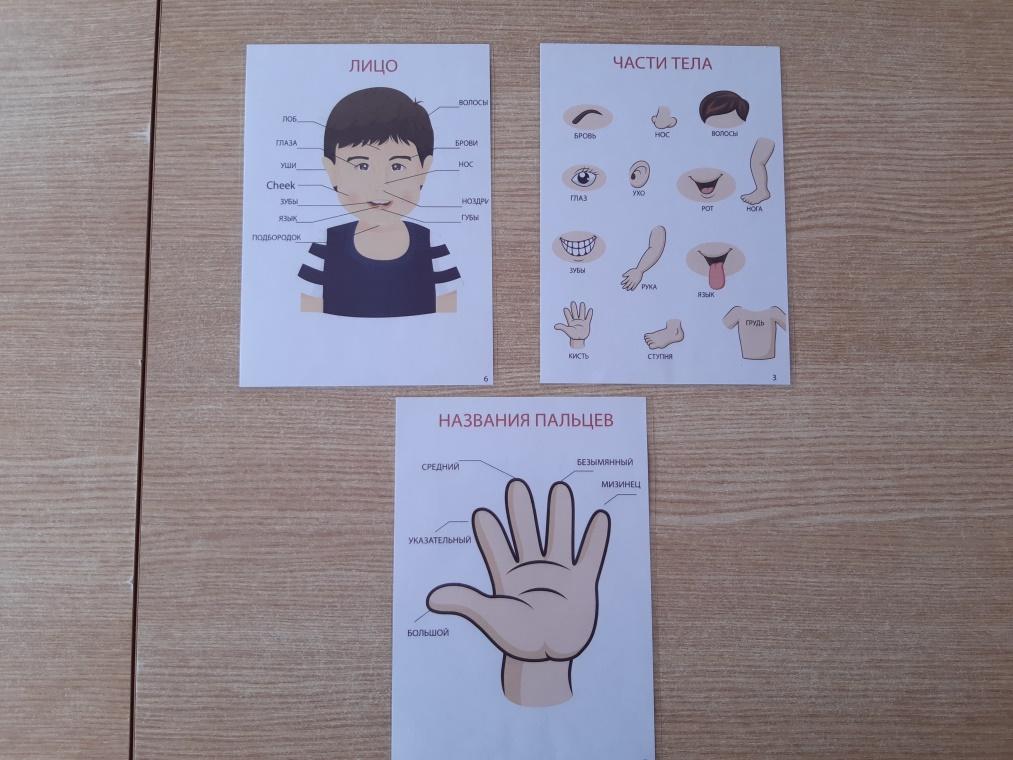 ЛИЦО
ВОЛОСЫ
ЛОБ
ГЛАЗА
БРОВИ
УШИ
НОС
Cheek
ЗУБЫ
НОЗДРИ
ЯЗЫК
ГУБЫ
ПОДБОРОДОК
6
ЧАСТИ ТЕЛА
БРОВЬ
НОС
ВОЛОСЫ
ГЛАЗ
УХО
РОТ
НОГА
ЗУБЫ
РУКА
ЯЗЫК
ГРУДЬ
КИСТЬ
СТУПНЯ
3
НАЗВАНИЯ ПАЛЬЦЕВ
СРЕДНИЙ
БЕЗЫМЯННЫЙ
МИЗИНЕЦ
УКАЗАТЕЛЬНЫЙ
БОЛЬШОЙ